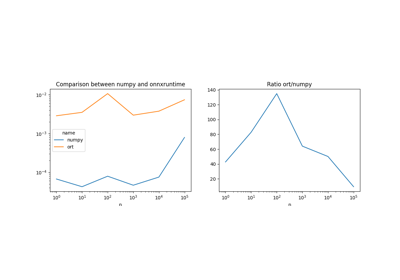 Comparison between numpy and onnxruntime
10⁻²
10⁻³
10⁻⁴
name
numpy
ort
10⁰ 10¹ 10² 10³ 10⁴ 10⁵
n
Ratio ort/numpy
140
120
100
80
60
40
20
10⁰ 10¹ 10² 10³ 10⁴ 10⁵
n